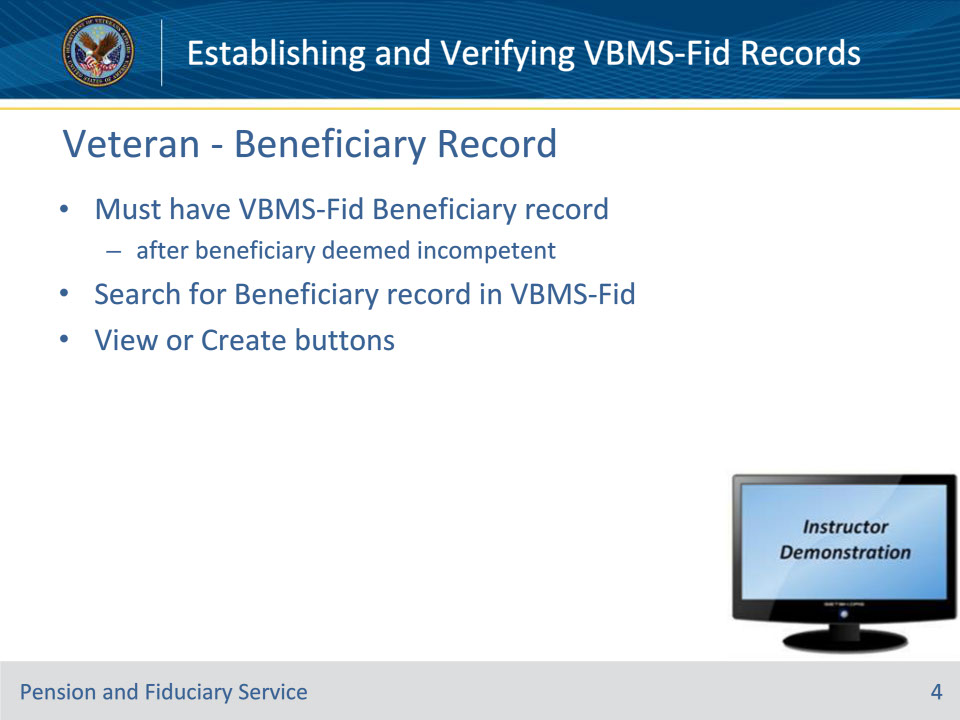 Establishing and Verifying VBMS-Fid Records
Veteran - Beneficiary Record
• Must have VBMS-Fid Beneficiary record
– after beneficiary deemed incompetent
• Search for Beneficiary record in VBMS-Fid
• View or Create buttons
Instructor
Demonstration
Pension and Fiduciary Service
4